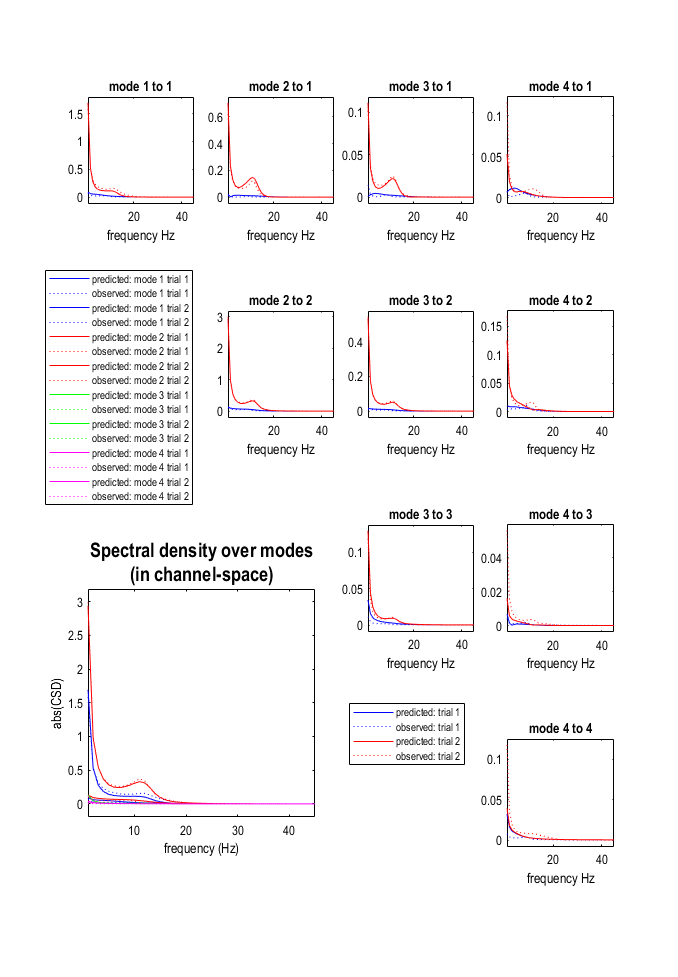 mode 1 to 1
1.5
1
0.5
0
20
40
frequency Hz
mode 2 to 1
0.6
0.4
0.2
0
20
40
frequency Hz
mode 3 to 1
0.1
0.05
0
20
40
frequency Hz
mode 4 to 1
0.1
0.05
0
20
40
frequency Hz
predicted: mode 1 trial 1
observed: mode 1 trial 1
predicted: mode 1 trial 2
observed: mode 1 trial 2
predicted: mode 2 trial 1
observed: mode 2 trial 1
predicted: mode 2 trial 2
observed: mode 2 trial 2
predicted: mode 3 trial 1
observed: mode 3 trial 1
predicted: mode 3 trial 2
observed: mode 3 trial 2
predicted: mode 4 trial 1
observed: mode 4 trial 1
predicted: mode 4 trial 2
observed: mode 4 trial 2
mode 2 to 2
3
2
1
0
20
40
frequency Hz
mode 3 to 2
0.4
0.2
0
20
40
frequency Hz
mode 4 to 2
0.15
0.1
0.05
0
20
40
frequency Hz
mode 3 to 3
0.1
0.05
0
20
40
frequency Hz
mode 4 to 3
0.04
0.02
0
20
40
frequency Hz
Spectral density over modes
(in channel-space)
3
2.5
2
1.5
1
0.5
0
abs(CSD)
10
20
30
40
frequency (Hz)
predicted: trial 1
observed: trial 1
predicted: trial 2
observed: trial 2
mode 4 to 4
0.1
0.05
0
20
40
frequency Hz